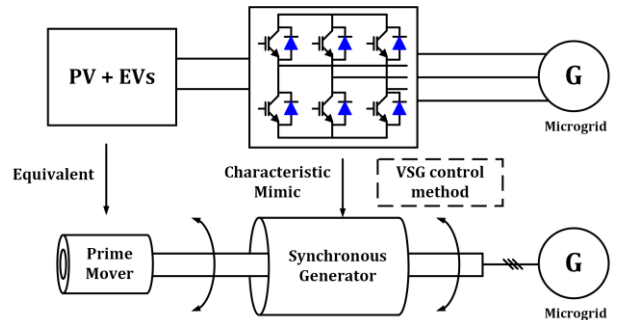 PV + EVs
G
Microgrid
Equivalent
Characteristic
Mimic
VSG control
method
Prime
Mover
Synchronous
Generator
G
Microgrid